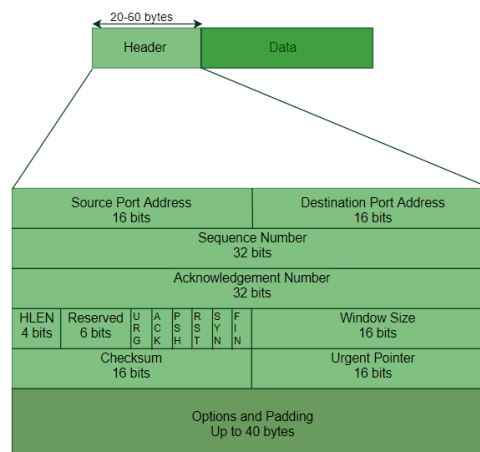 20-60 bytes
Header
Data
Source Port Address
16 bits
Destination Port Address
16 bits
Sequence Number
32 bits
Acknowledgement Number
32 bits
HLEN
4 bits
Reserved
6 bits
URG
ACK
PSH
RST
SYN
FIN
Window Size
16 bits
Checksum
16 bits
Urgent Pointer
16 bits
Options and Padding
Up to 40 bytes